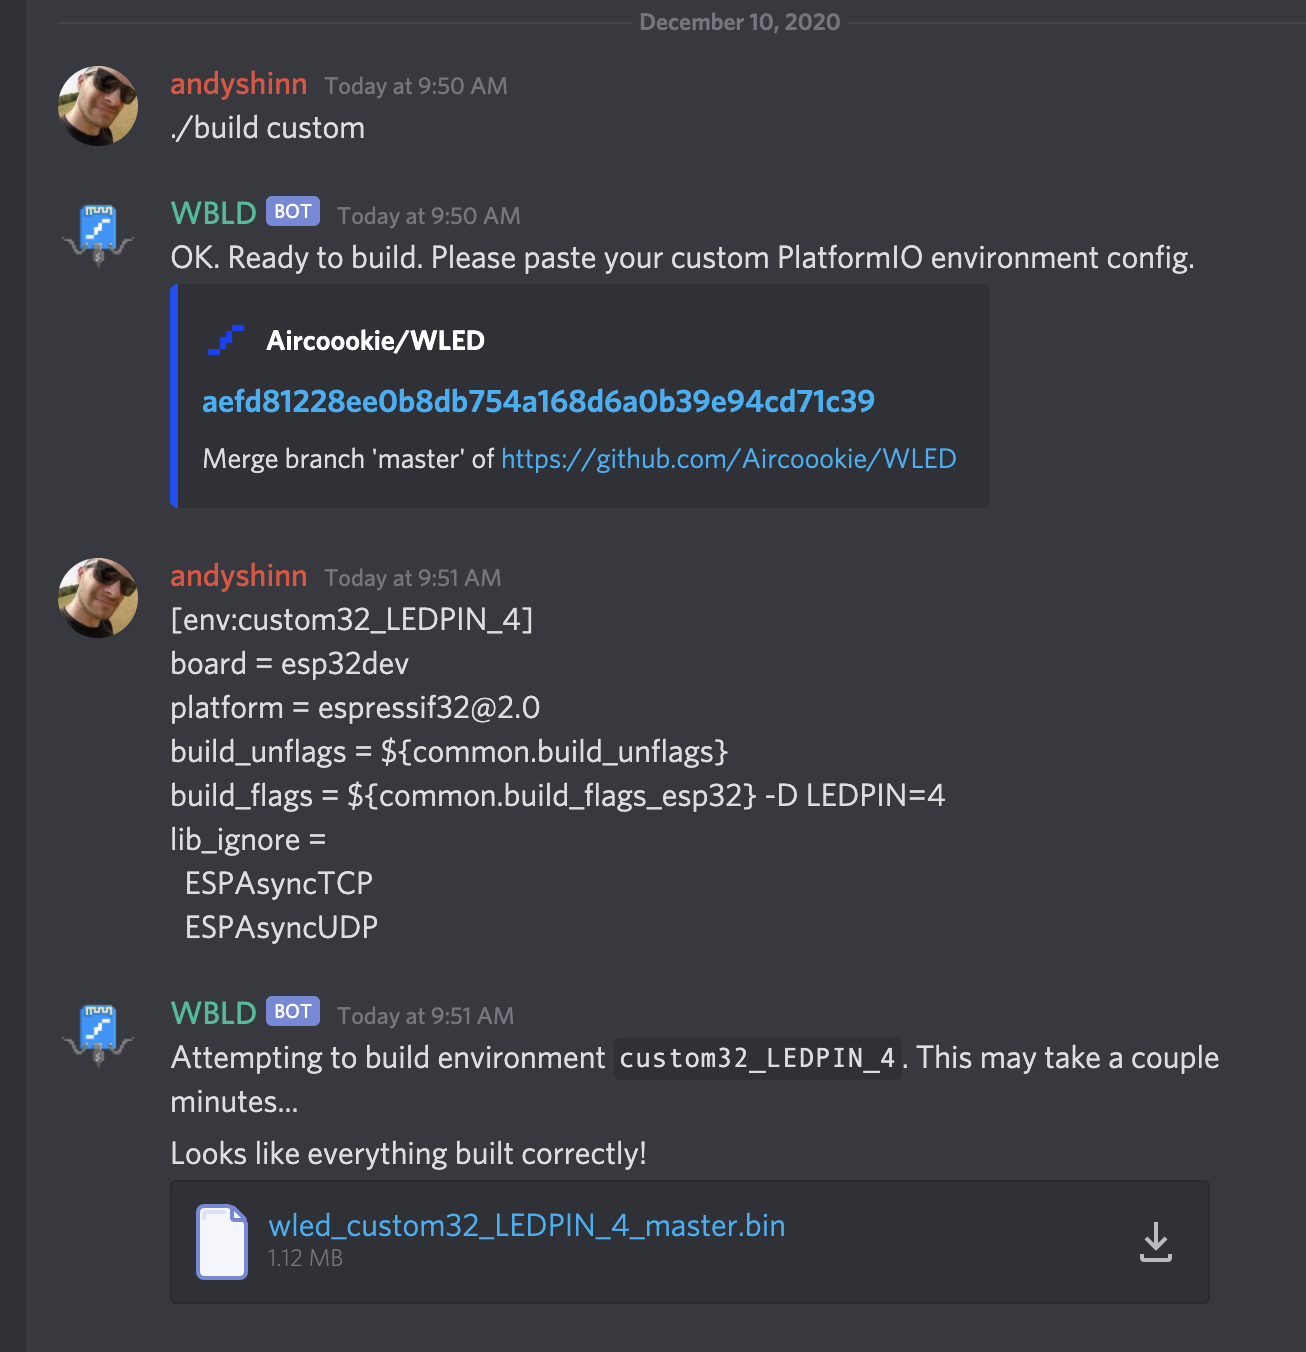 December 10, 2020
andyshinn Today at 9:50 AM
./build custom
WBLD BOT Today at 9:50 AM
OK. Ready to build. Please paste your custom PlatformIO environment config.
Aircoookie/WLED
aefd81228ee0b8db754a168d6a0b39e94cd71c39
Merge branch 'master' of https://github.com/Aircoookie/WLED
andyshinn Today at 9:51 AM
[env:custom32_LEDPIN_4]
board = esp32dev
platform = espressif32@2.0
build_unflags = ${common.build_unflags}
build_flags = ${common.build_flags_esp32} -D LEDPIN=4
lib_ignore =
ESPAsyncTCP
ESPAsyncUDP
WBLD BOT Today at 9:51 AM
Attempting to build environment custom32_LEDPIN_4. This may take a couple
minutes...
Looks like everything built correctly!
wled_custom32_LEDPIN_4_master.bin
1.12 MB